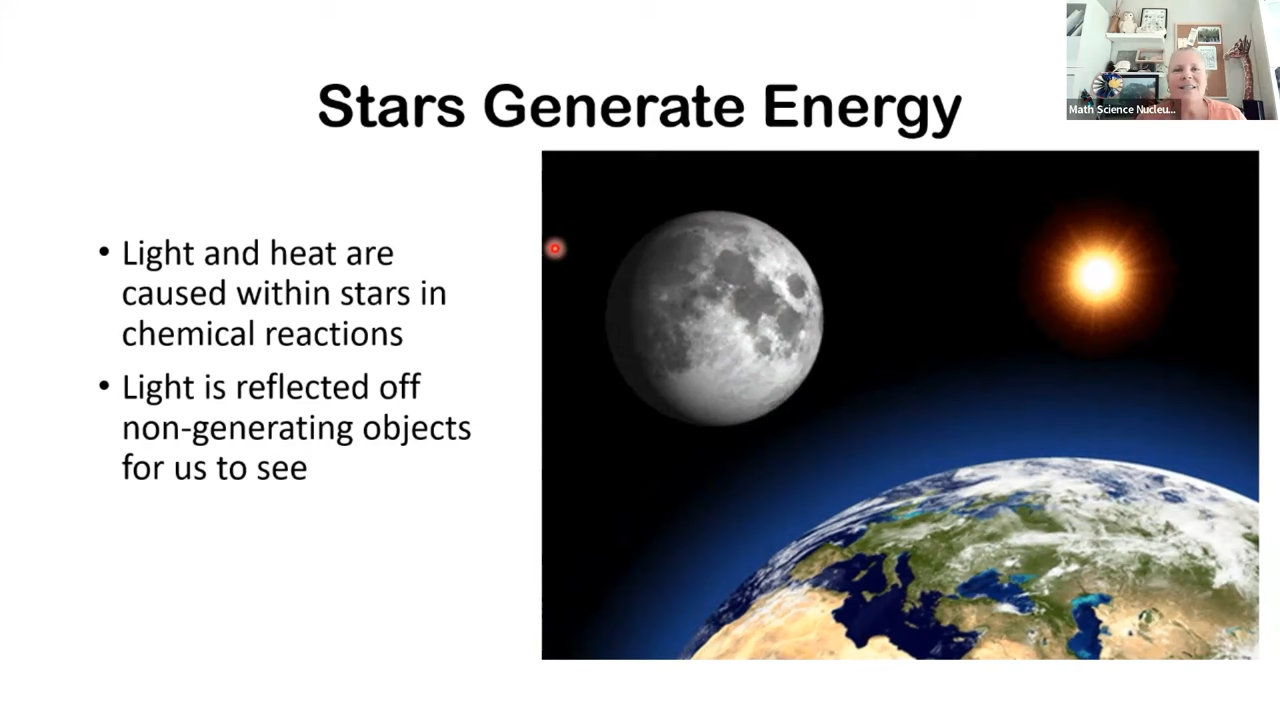 Stars Generate Energy
Math Science Nucleu...
• Light and heat are
caused within stars in
chemical reactions
• Light is reflected off
non-generating objects
for us to see